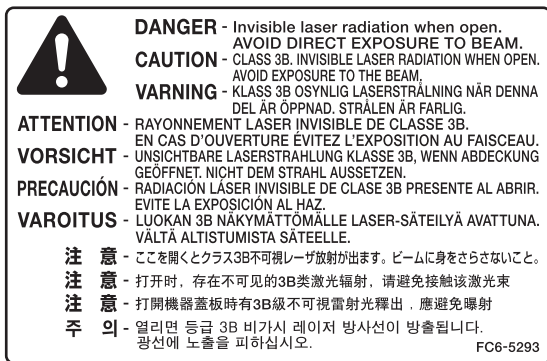 DANGER - Invisible laser radiation when open.
AVOID DIRECT EXPOSURE TO BEAM.
CAUTION - CLASS 3B. INVISIBLE LASER RADIATION WHEN OPEN.
AVOID EXPOSURE TO THE BEAM.
VARNING - KLASS 3B OSYNLIG LASERSTRÅLNING NÄR DENNA
DEL ÄR ÖPPNAD. STRÅLEN ÄR FARLIG.
ATTENTION - RAYONNEMENT LASER INVISIBLE DE CLASSE 3B.
EN CAS D'OUVERTURE ÉVITEZ L'EXPOSITION AU FAISCEAU.
VORSICHT - UNSICHTBARE LASERSTRAHLUNG KLASSE 3B, WENN ABDECKUNG
GEÖFFNET. NICHT DEM STRAHL AUSSETZEN.
PRECAUCIÓN - RADIACIÓN LÁSER INVISIBLE DE CLASE 3B PRESENTE AL ABRIR.
EVITE LA EXPOSICIÓN AL HAZ.
VAROITUS - LUOKAN 3B NÄKYMÄTTÖMÄLLE LASER-SÄTEILYÄ AVATTUNA.
VÄLTÄ ALTISTUMISTA SÄTEELLE.
注 意 - ここを開くとクラス3B不可視レーザ放射が出ます。ビームに身をさらさないこと。
注 意 - 打开时，存在不可见的3B类激光辐射，请避免接触该激光束
注 意 - 打開機器蓋板時有3B級不可視雷射光釋出，應避免曝射
주 의 - 열리면 등급 3B 비가시 레이저 방사선이 방출됩니다.
광선에 노출을 피하십시오.
FC6-5293